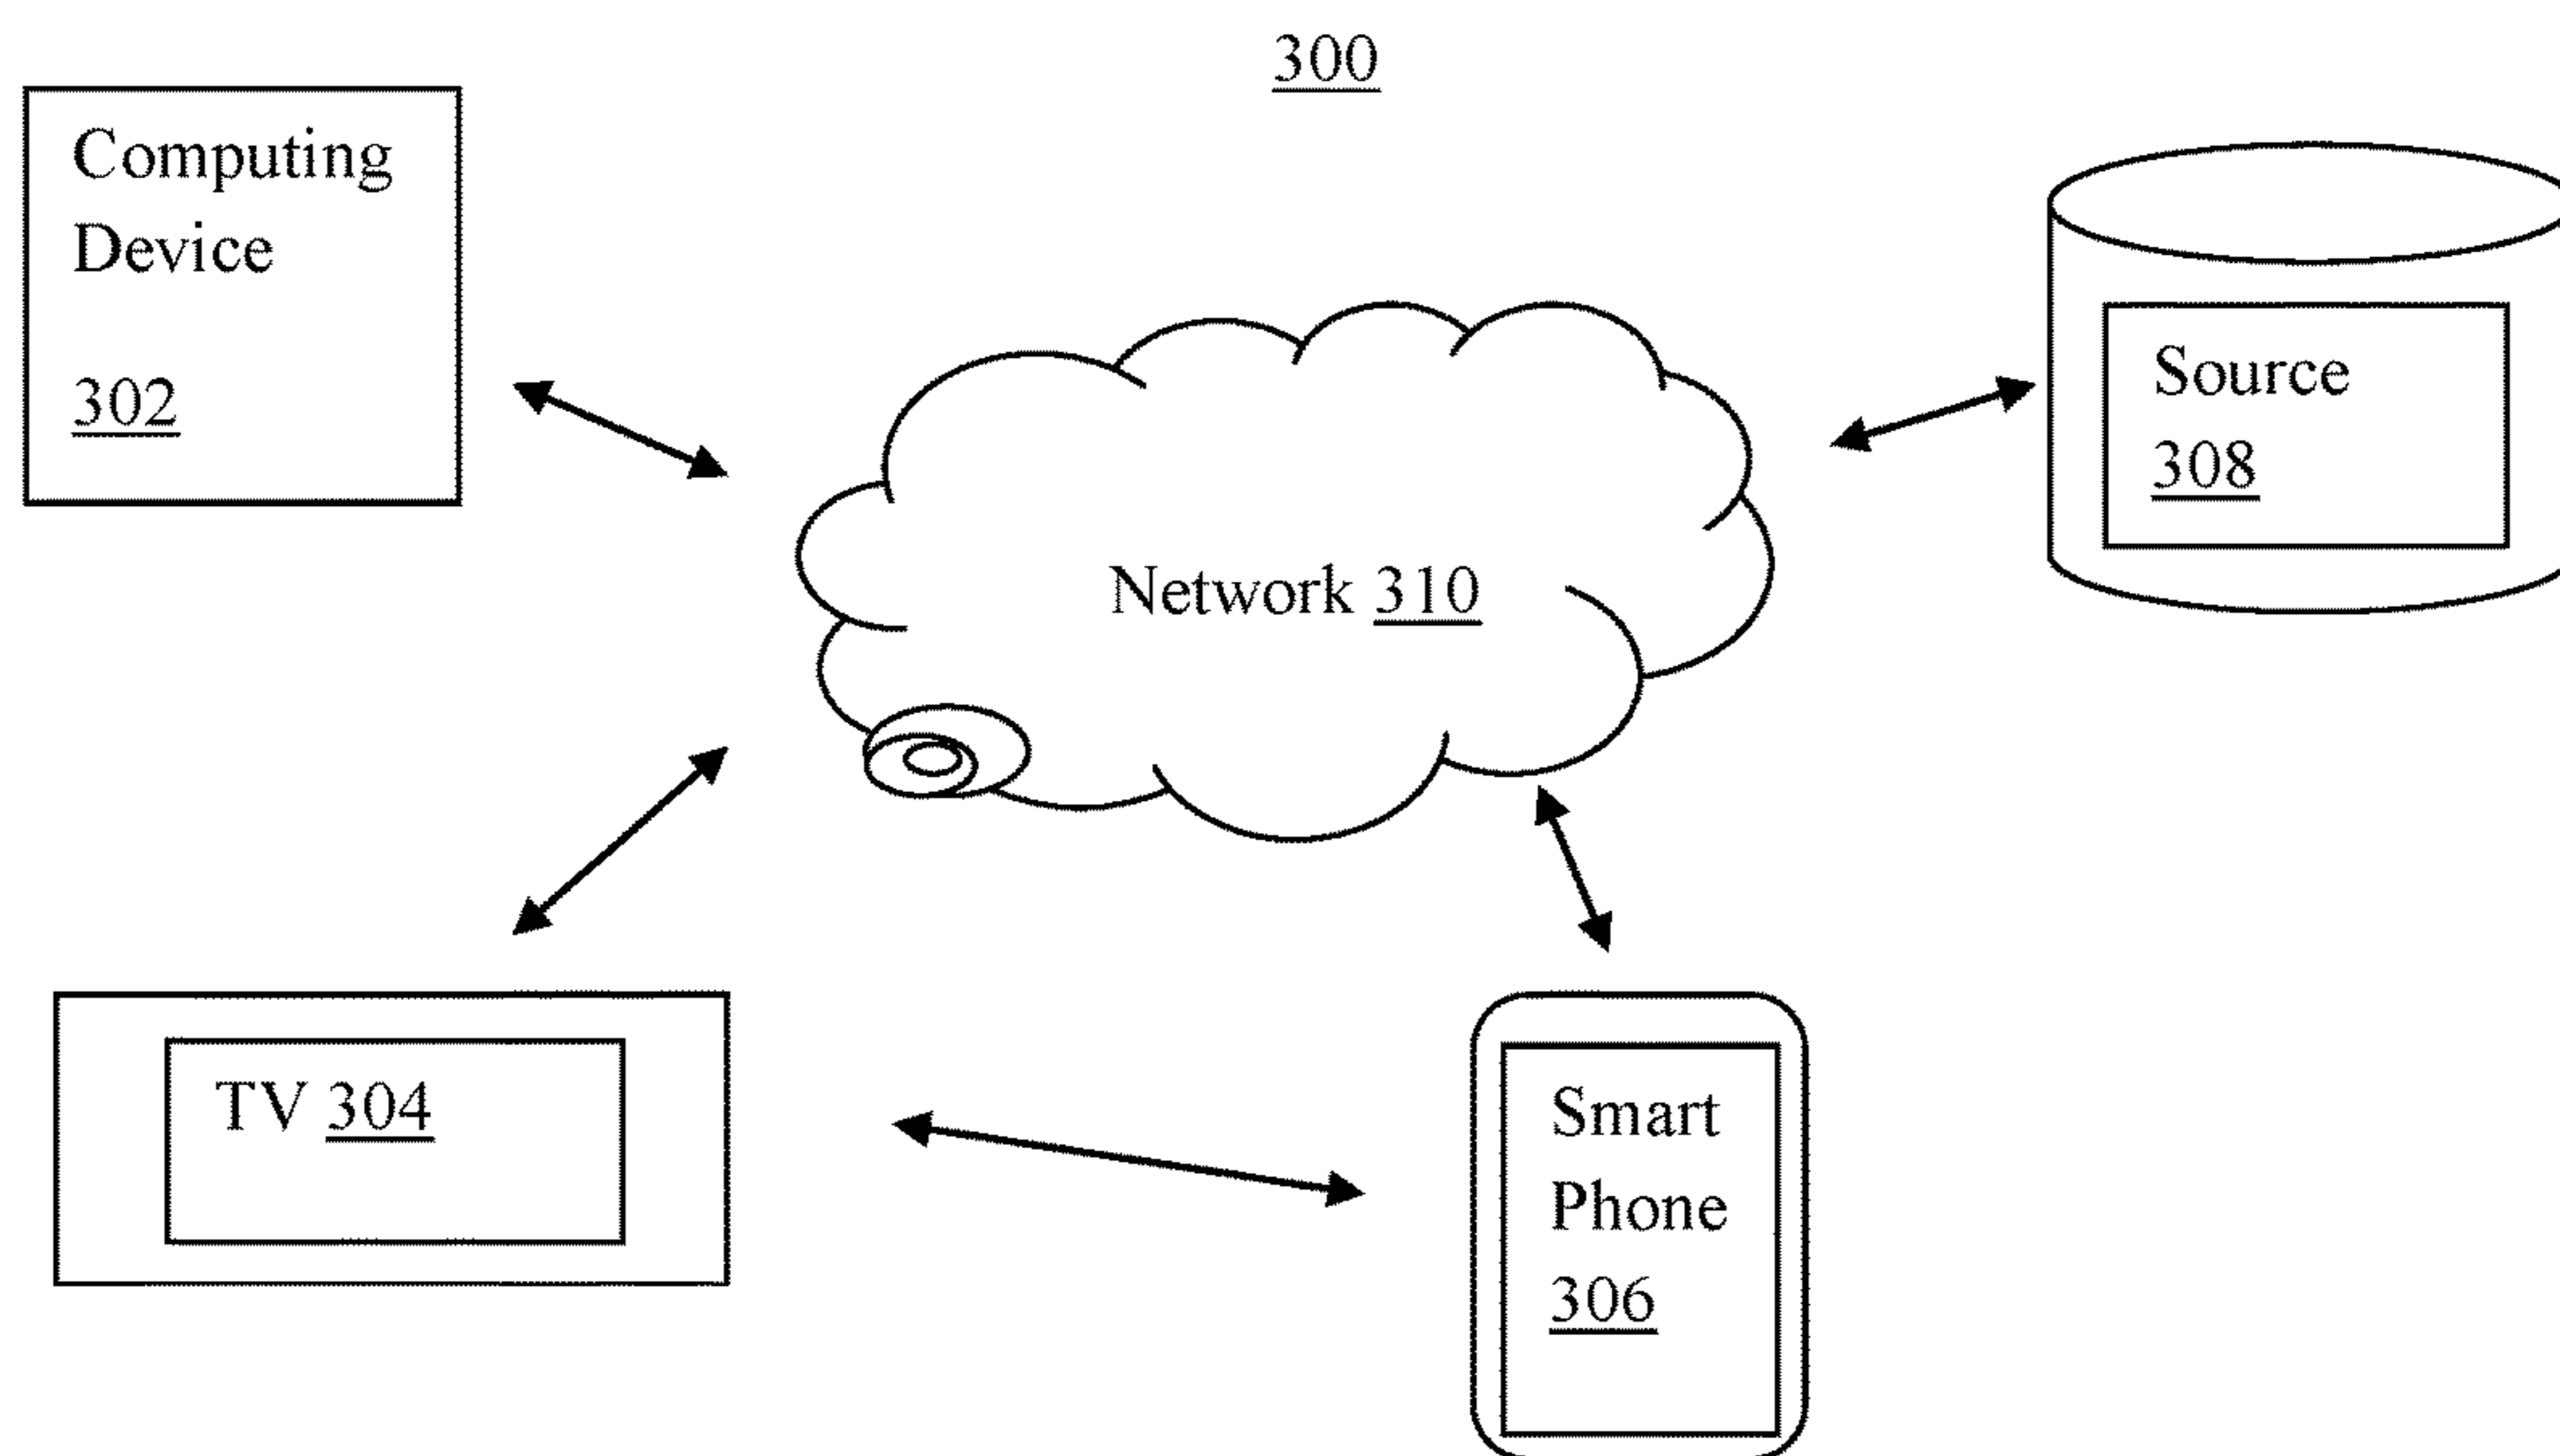 300
Computing
Device
302
Source
308
Network 310
TV 304
Smart
Phone
306